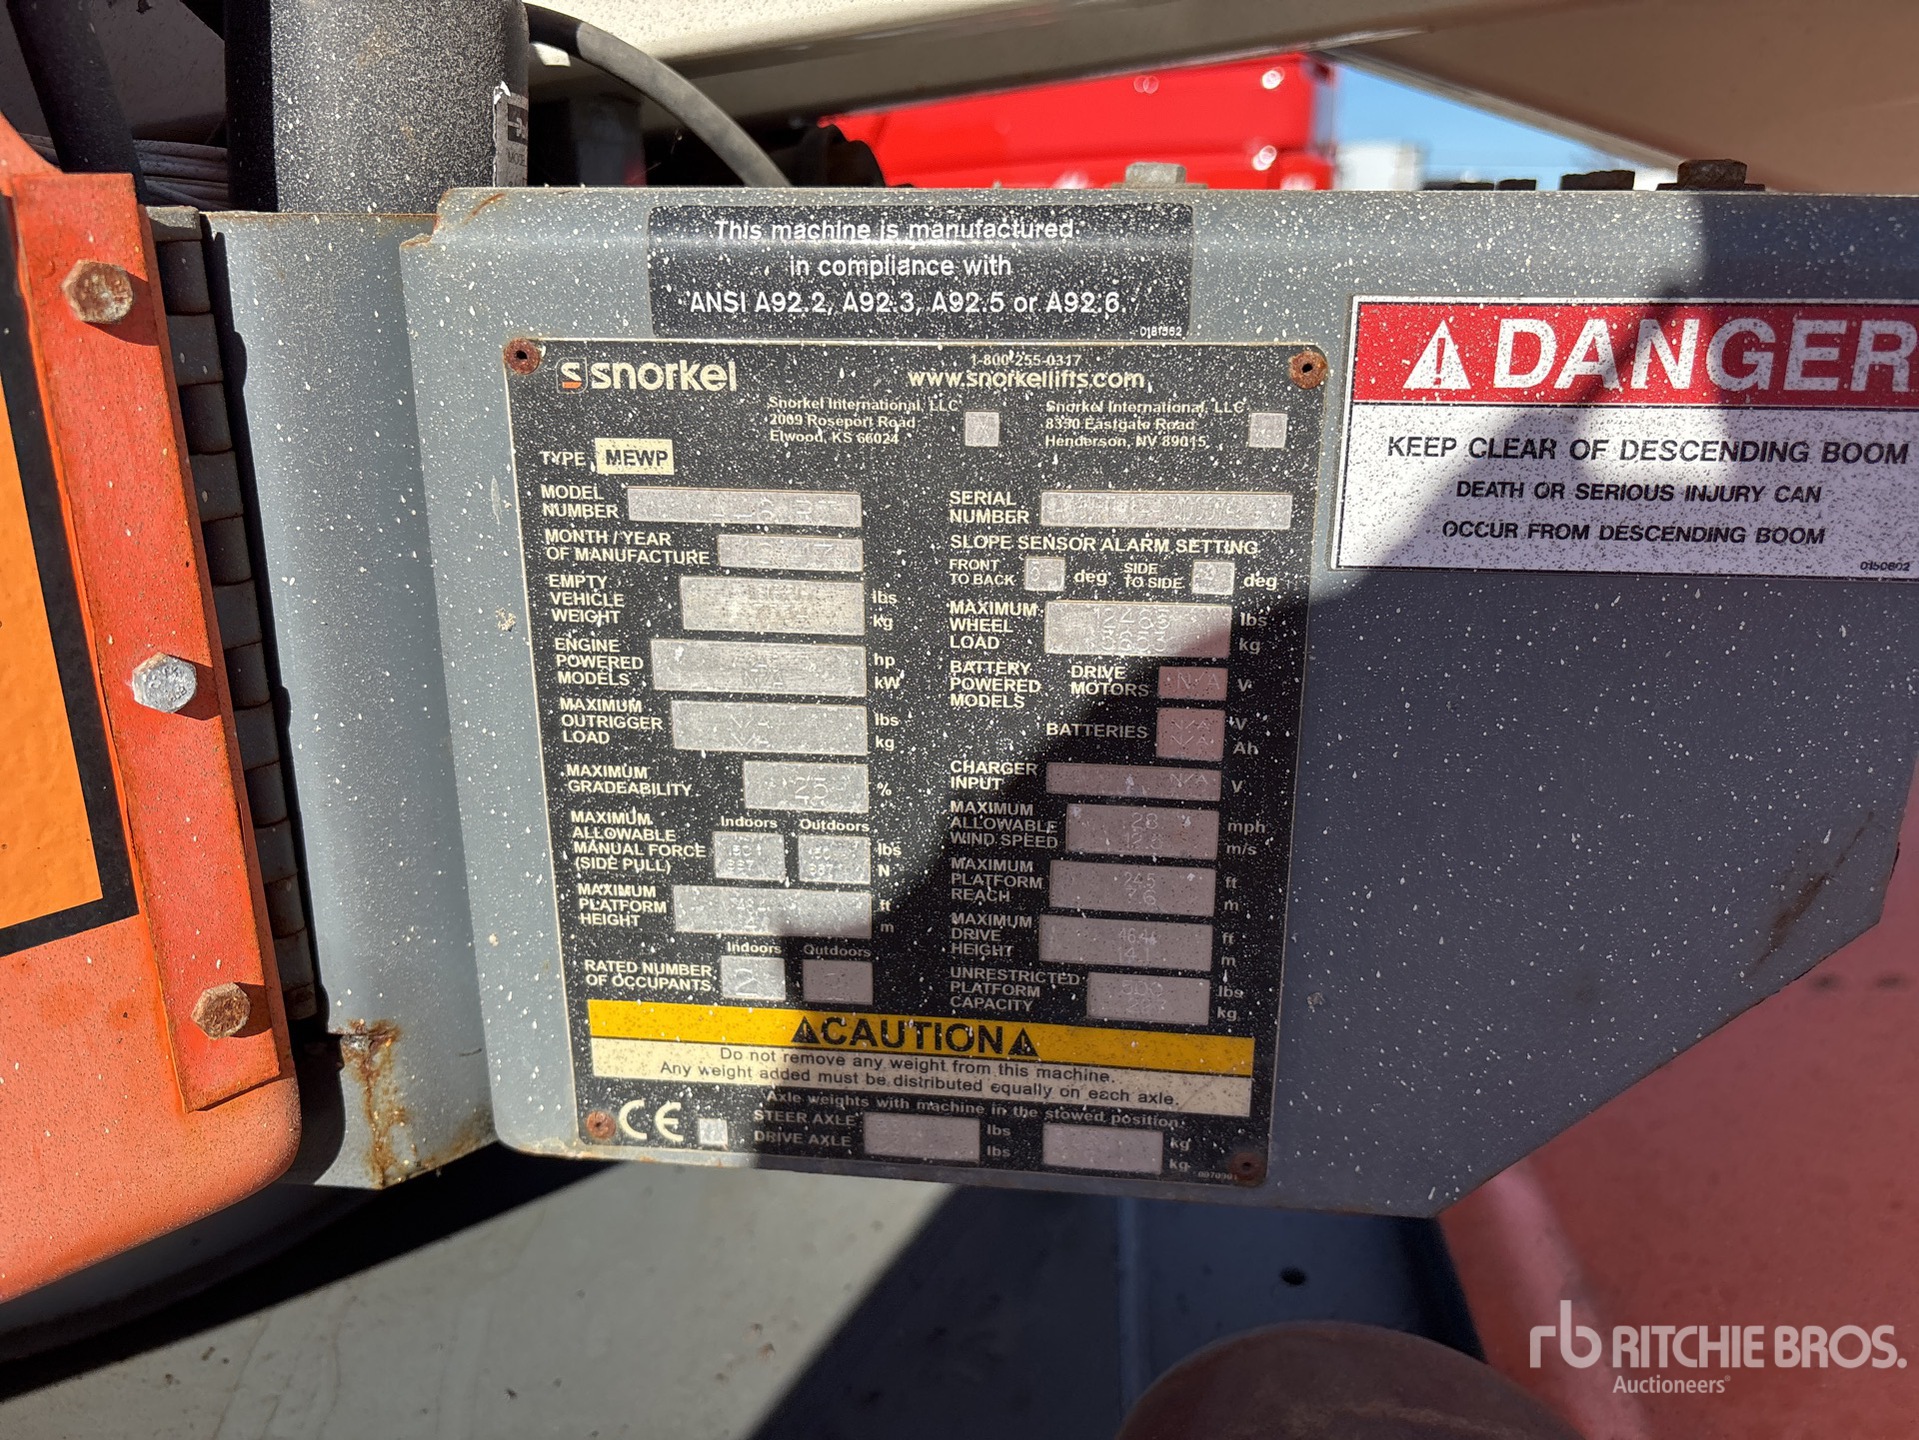 This machine is manufactured
in compliance with
ANSI A92.2, A92.3, A92.5 or A92.6.
0181562
snorkel
1-800-255-0317
www.snorkellifts.com
Snorkel International, LLC
2009 Roseport Road
Elwood, KS 66024
Snorkel International, LLC
8350 Eastgate Road
Henderson, NV 89015
TYPE MEWP
MODEL NUMBER
SERIAL NUMBER
MONTH / YEAR OF MANUFACTURE
SLOPE SENSOR ALARM SETTING
FRONT TO BACK deg SIDE TO SIDE deg
EMPTY VEHICLE WEIGHT lbs kg
MAXIMUM WHEEL LOAD lbs kg
ENGINE POWERED MODELS N/A hp kW
BATTERY POWERED MODELS DRIVE MOTORS N/A V
BATTERIES N/A V N/A Ah
MAXIMUM OUTRIGGER LOAD N/A lbs N/A kg
MAXIMUM GRADEABILITY 25 %
CHARGER INPUT N/A V
MAXIMUM ALLOWABLE MANUAL FORCE (SIDE PULL) Indoors Outdoors lbs N
MAXIMUM ALLOWABLE WIND SPEED 28 mph m/s
MAXIMUM PLATFORM REACH ft 7.6 m
MAXIMUM PLATFORM HEIGHT ft m
MAXIMUM DRIVE HEIGHT ft 14.1 m
RATED NUMBER OF OCCUPANTS Indoors 2 Outdoors
UNRESTRICTED PLATFORM CAPACITY lbs kg
CAUTION
Do not remove any weight from this machine.
Any weight added must be distributed equally on each axle.
Axle weights with machine in the stowed position:
STEER AXLE lbs kg
DRIVE AXLE lbs kg
CE
DANGER
KEEP CLEAR OF DESCENDING BOOM
DEATH OR SERIOUS INJURY CAN
OCCUR FROM DESCENDING BOOM
0150602
rb RITCHIE BROS.
Auctioneers